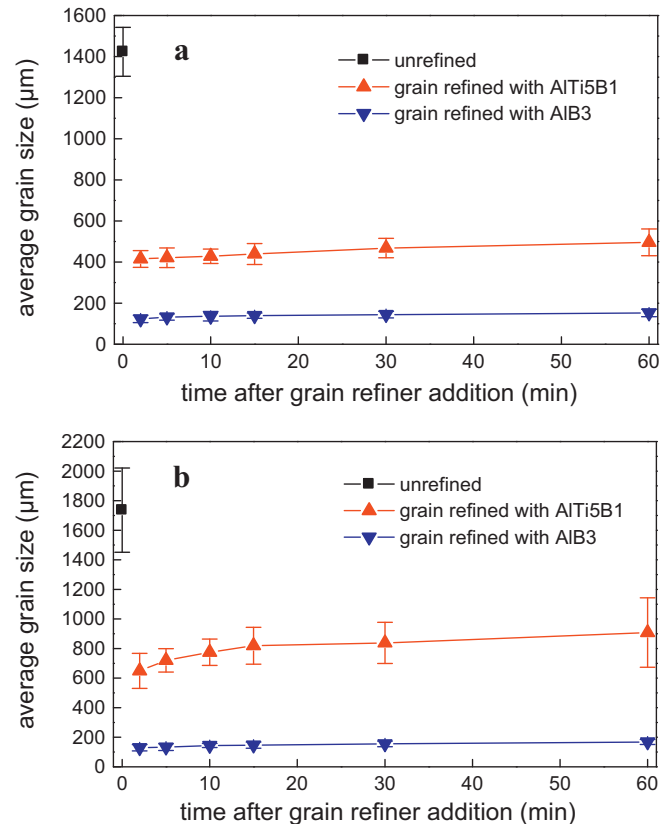 1600
1400
1200
1000
800
600
400
200
0
average grain size (µm)
a
unrefined
grain refined with AlTi5B1
grain refined with AlB3
0 10 20 30 40 50 60
time after grain refiner addition (min)
2200
2000
1800
1600
1400
1200
1000
800
600
400
200
0
average grain size (µm)
b
unrefined
grain refined with AlTi5B1
grain refined with AlB3
0 10 20 30 40 50 60
time after grain refiner addition (min)